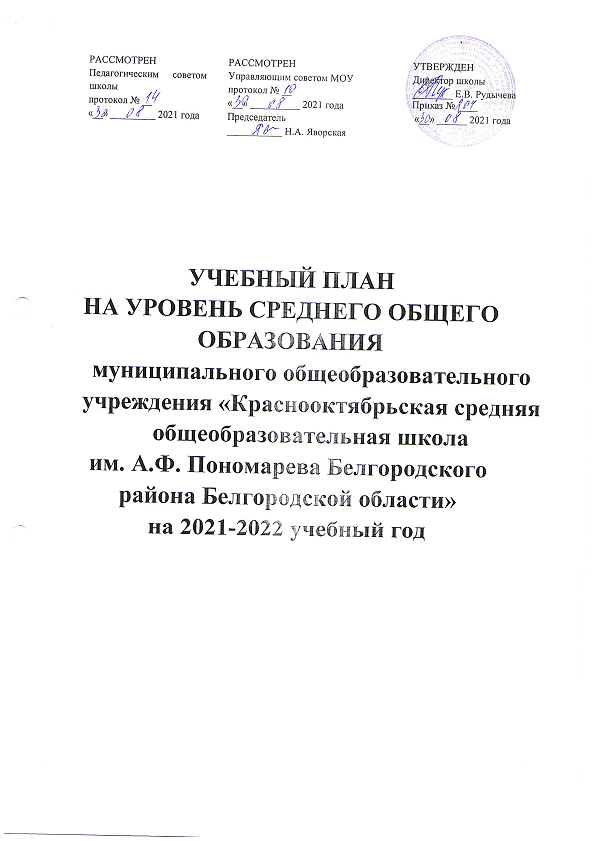 РАССМОТРЕН
Педагогическим советом
школы
протокол № 14
«30» 08 2021 года
РАССМОТРЕН
Управляющим советом МОУ
протокол № 10
«30» 08 2021 года
Председатель
Н.А. Яворская
УТВЕРЖДЕН
Директор школы
Е.В. Рудычева
Приказ №
«30» 08 2021 года
УЧЕБНЫЙ ПЛАН
НА УРОВЕНЬ СРЕДНЕГО ОБЩЕГО
ОБРАЗОВАНИЯ
муниципального общеобразовательного
учреждения «Краснооктябрьская средняя
общеобразовательная школа
им. А.Ф. Пономарева Белгородского
района Белгородской области»
на 2021-2022 учебный год